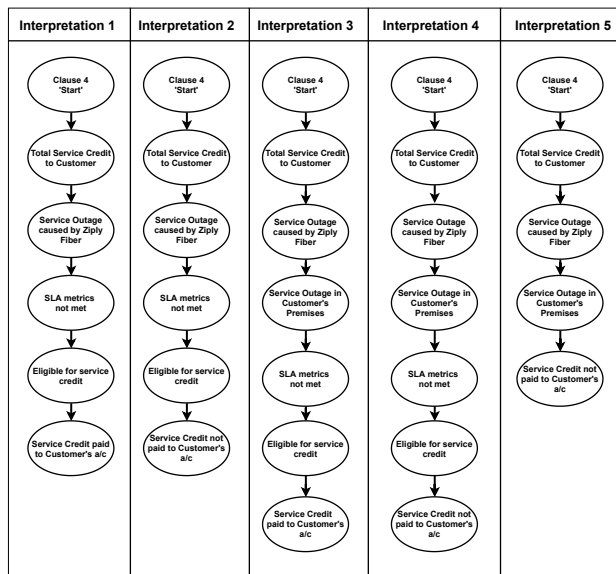 Interpretation 1
Clause 4
'Start'
Total Service Credit
to Customer
Service Outage
caused by Ziply
Fiber
SLA metrics
not met
Eligible for service
credit
Service Credit paid
to Customer's a/c
Interpretation 2
Clause 4
'Start'
Total Service Credit
to Customer
Service Outage
caused by Ziply
Fiber
SLA metrics
not met
Eligible for service
credit
Service Credit not
paid to Customer's
a/c
Interpretation 3
Clause 4
'Start'
Total Service Credit
to Customer
Service Outage
caused by Ziply
Fiber
Service Outage in
Customer's
Premises
SLA metrics
not met
Eligible for service
credit
Service Credit
paid to Customer's
a/c
Interpretation 4
Clause 4
'Start'
Total Service Credit
to Customer
Service Outage
caused by Ziply
Fiber
Service Outage in
Customer's
Premises
SLA metrics
not met
Eligible for service
credit
Service Credit not
paid to Customer's
a/c
Interpretation 5
Clause 4
'Start'
Total Service Credit
to Customer
Service Outage
caused by Ziply
Fiber
Service Outage in
Customer's
Premises
Service Credit not
paid to Customer's
a/c